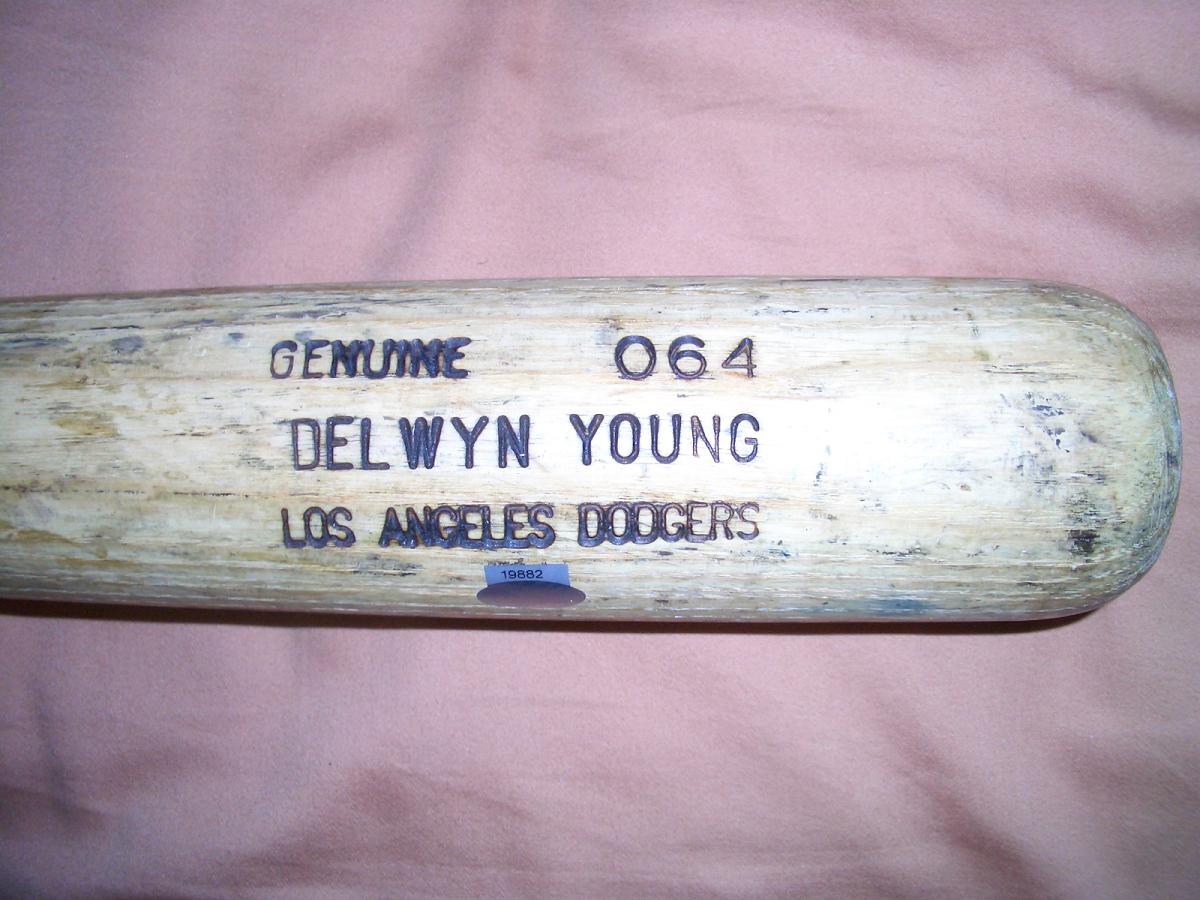 GENUINE 064
DELWYN YOUNG
LOS ANGELES DODGERS
19882